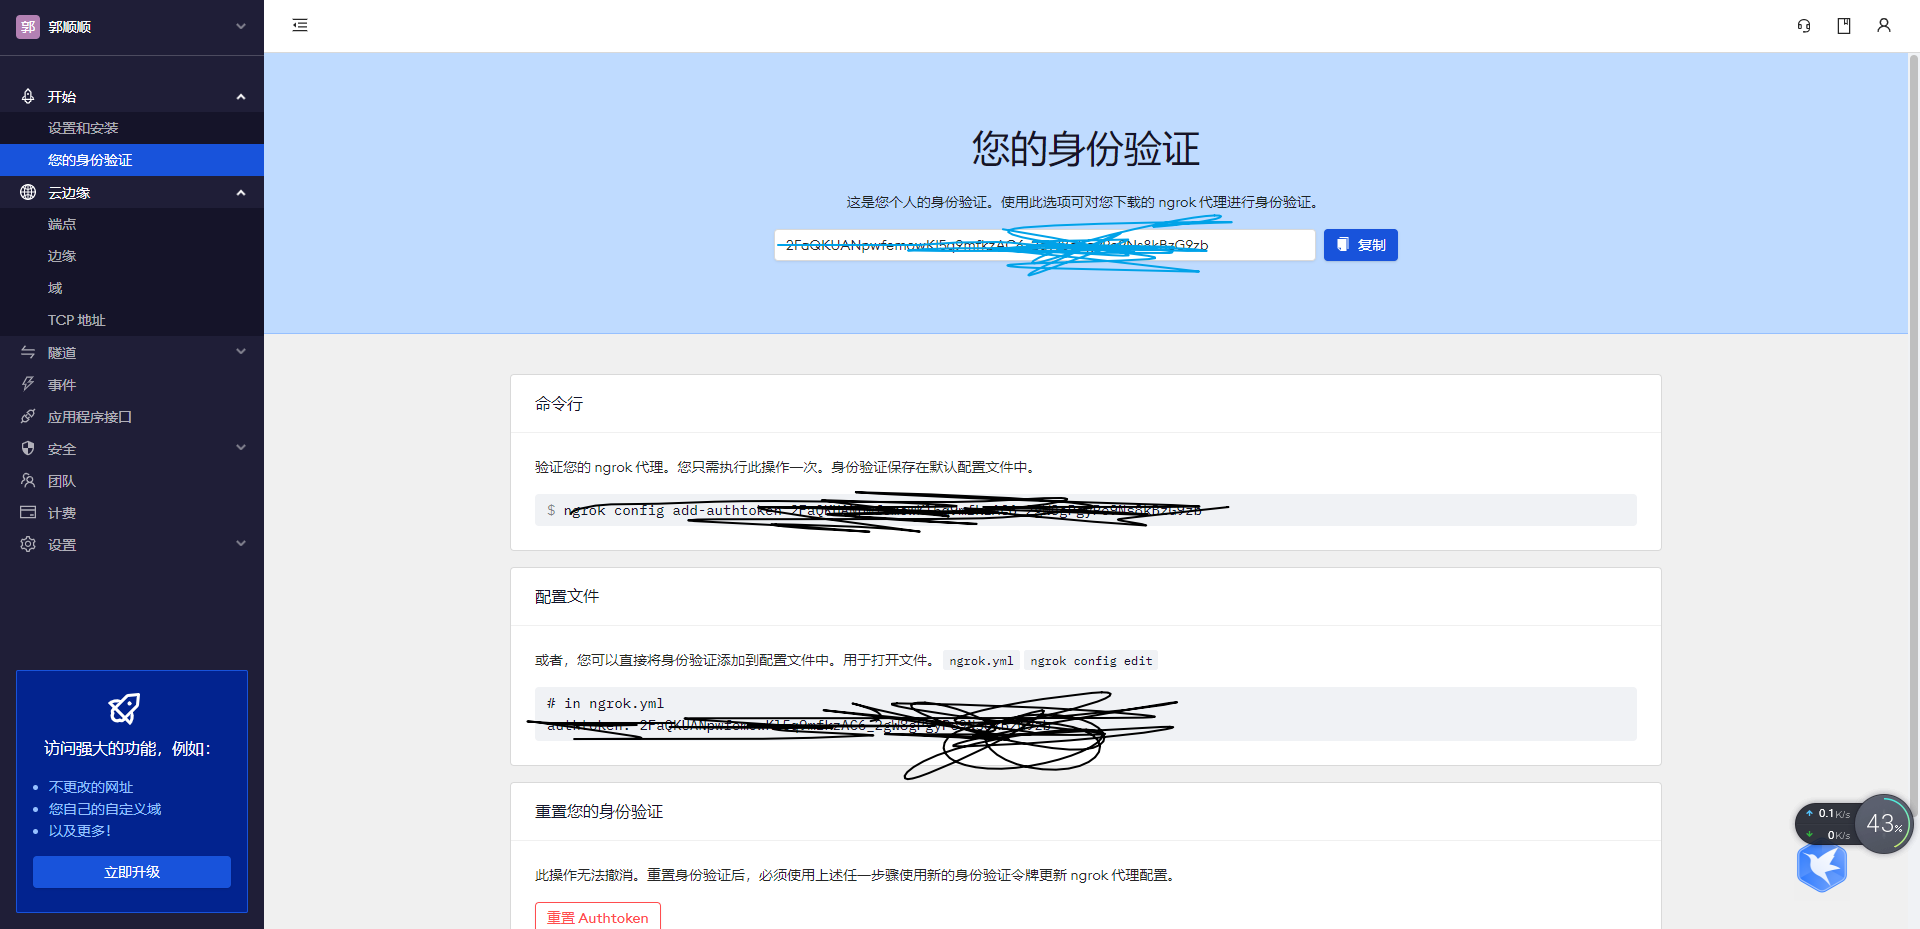 郭 郭顺顺
开始
设置和安装
您的身份验证
云边缘
端点
边缘
域
TCP 地址
隧道
事件
应用程序接口
安全
团队
计费
设置
访问强大的功能，例如：
不更改的网址
您自己的自定义域
以及更多！
立即升级
您的身份验证
这是您个人的身份验证。使用此选项可对您下载的 ngrok 代理进行身份验证。
复制
命令行
验证您的 ngrok 代理。您只需执行此操作一次。身份验证保存在默认配置文件中。
$ ngrok config add-authtoken
配置文件
或者，您可以直接将身份验证添加到配置文件中。用于打开文件。 ngrok.yml ngrok config edit
# in ngrok.yml
authtoken:
重置您的身份验证
此操作无法撤消。重置身份验证后，必须使用上述任一步骤使用新的身份验证令牌更新 ngrok 代理配置。
重置 Authtoken
0.1K/s
0K/s
43%